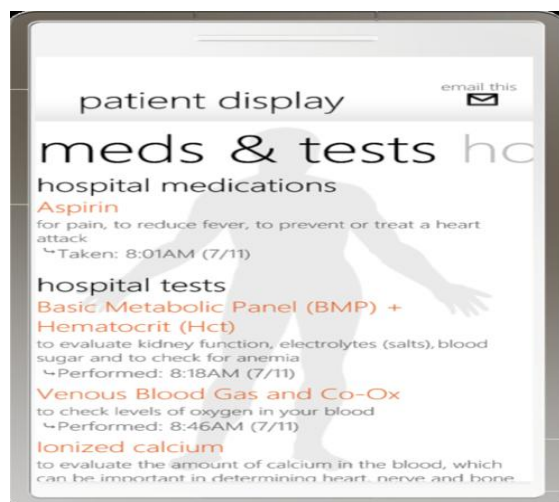 email this
patient display
meds & tests ho
hospital medications
Aspirin
for pain, to reduce fever, to prevent or treat a heart
attack
↳Taken: 8:01AM (7/11)
hospital tests
Basic Metabolic Panel (BMP) +
Hematocrit (Hct)
to evaluate kidney function, electrolytes (salts), blood
sugar and to check for anemia
↳Performed: 8:18AM (7/11)
Venous Blood Gas and Co-Ox
to check levels of oxygen in your blood
↳Performed: 8:46AM (7/11)
Ionized calcium
to evaluate the amount of calcium in the blood, which
can be important in determining heart, nerve and bone